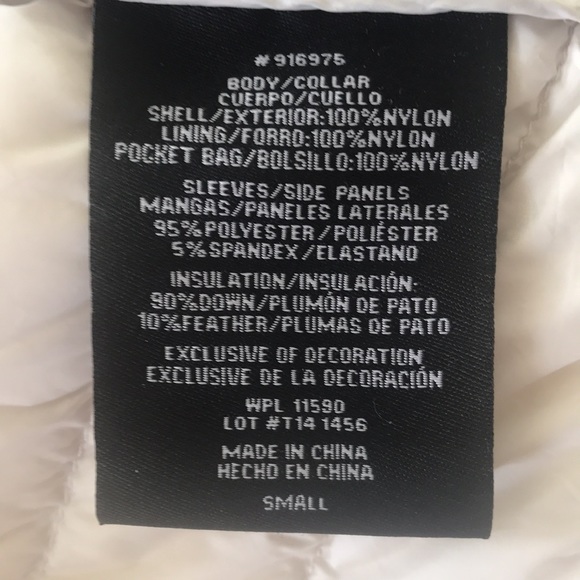 # 916975
BODY/COLLAR
CUERPO/CUELLO
SHELL/EXTERIOR:100%NYLON
LINING/FORRO:100%NYLON
POCKET BAG/BOLSILLO:100%NYLON
SLEEVES/SIDE PANELS
MANGAS/PANELES LATERALES
95%POLYESTER/POLIÉSTER
5%SPANDEX/ELASTANO
INSULATION/INSULACIÓN:
90%DOWN/PLUMÓN DE PATO
10%FEATHER/PLUMAS DE PATO
EXCLUSIVE OF DECORATION
EXCLUSIVE DE LA DECORACIÓN
WPL 11590
LOT #T14 1456
MADE IN CHINA
HECHO EN CHINA
SMALL